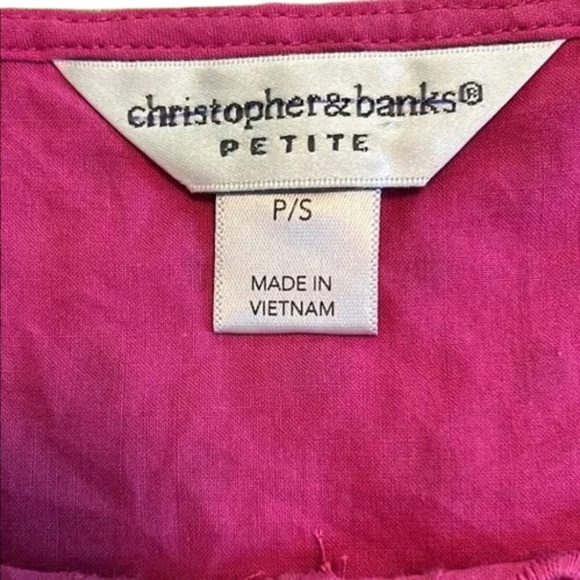 christopher&banks®
PETITE
P/S
MADE IN
VIETNAM